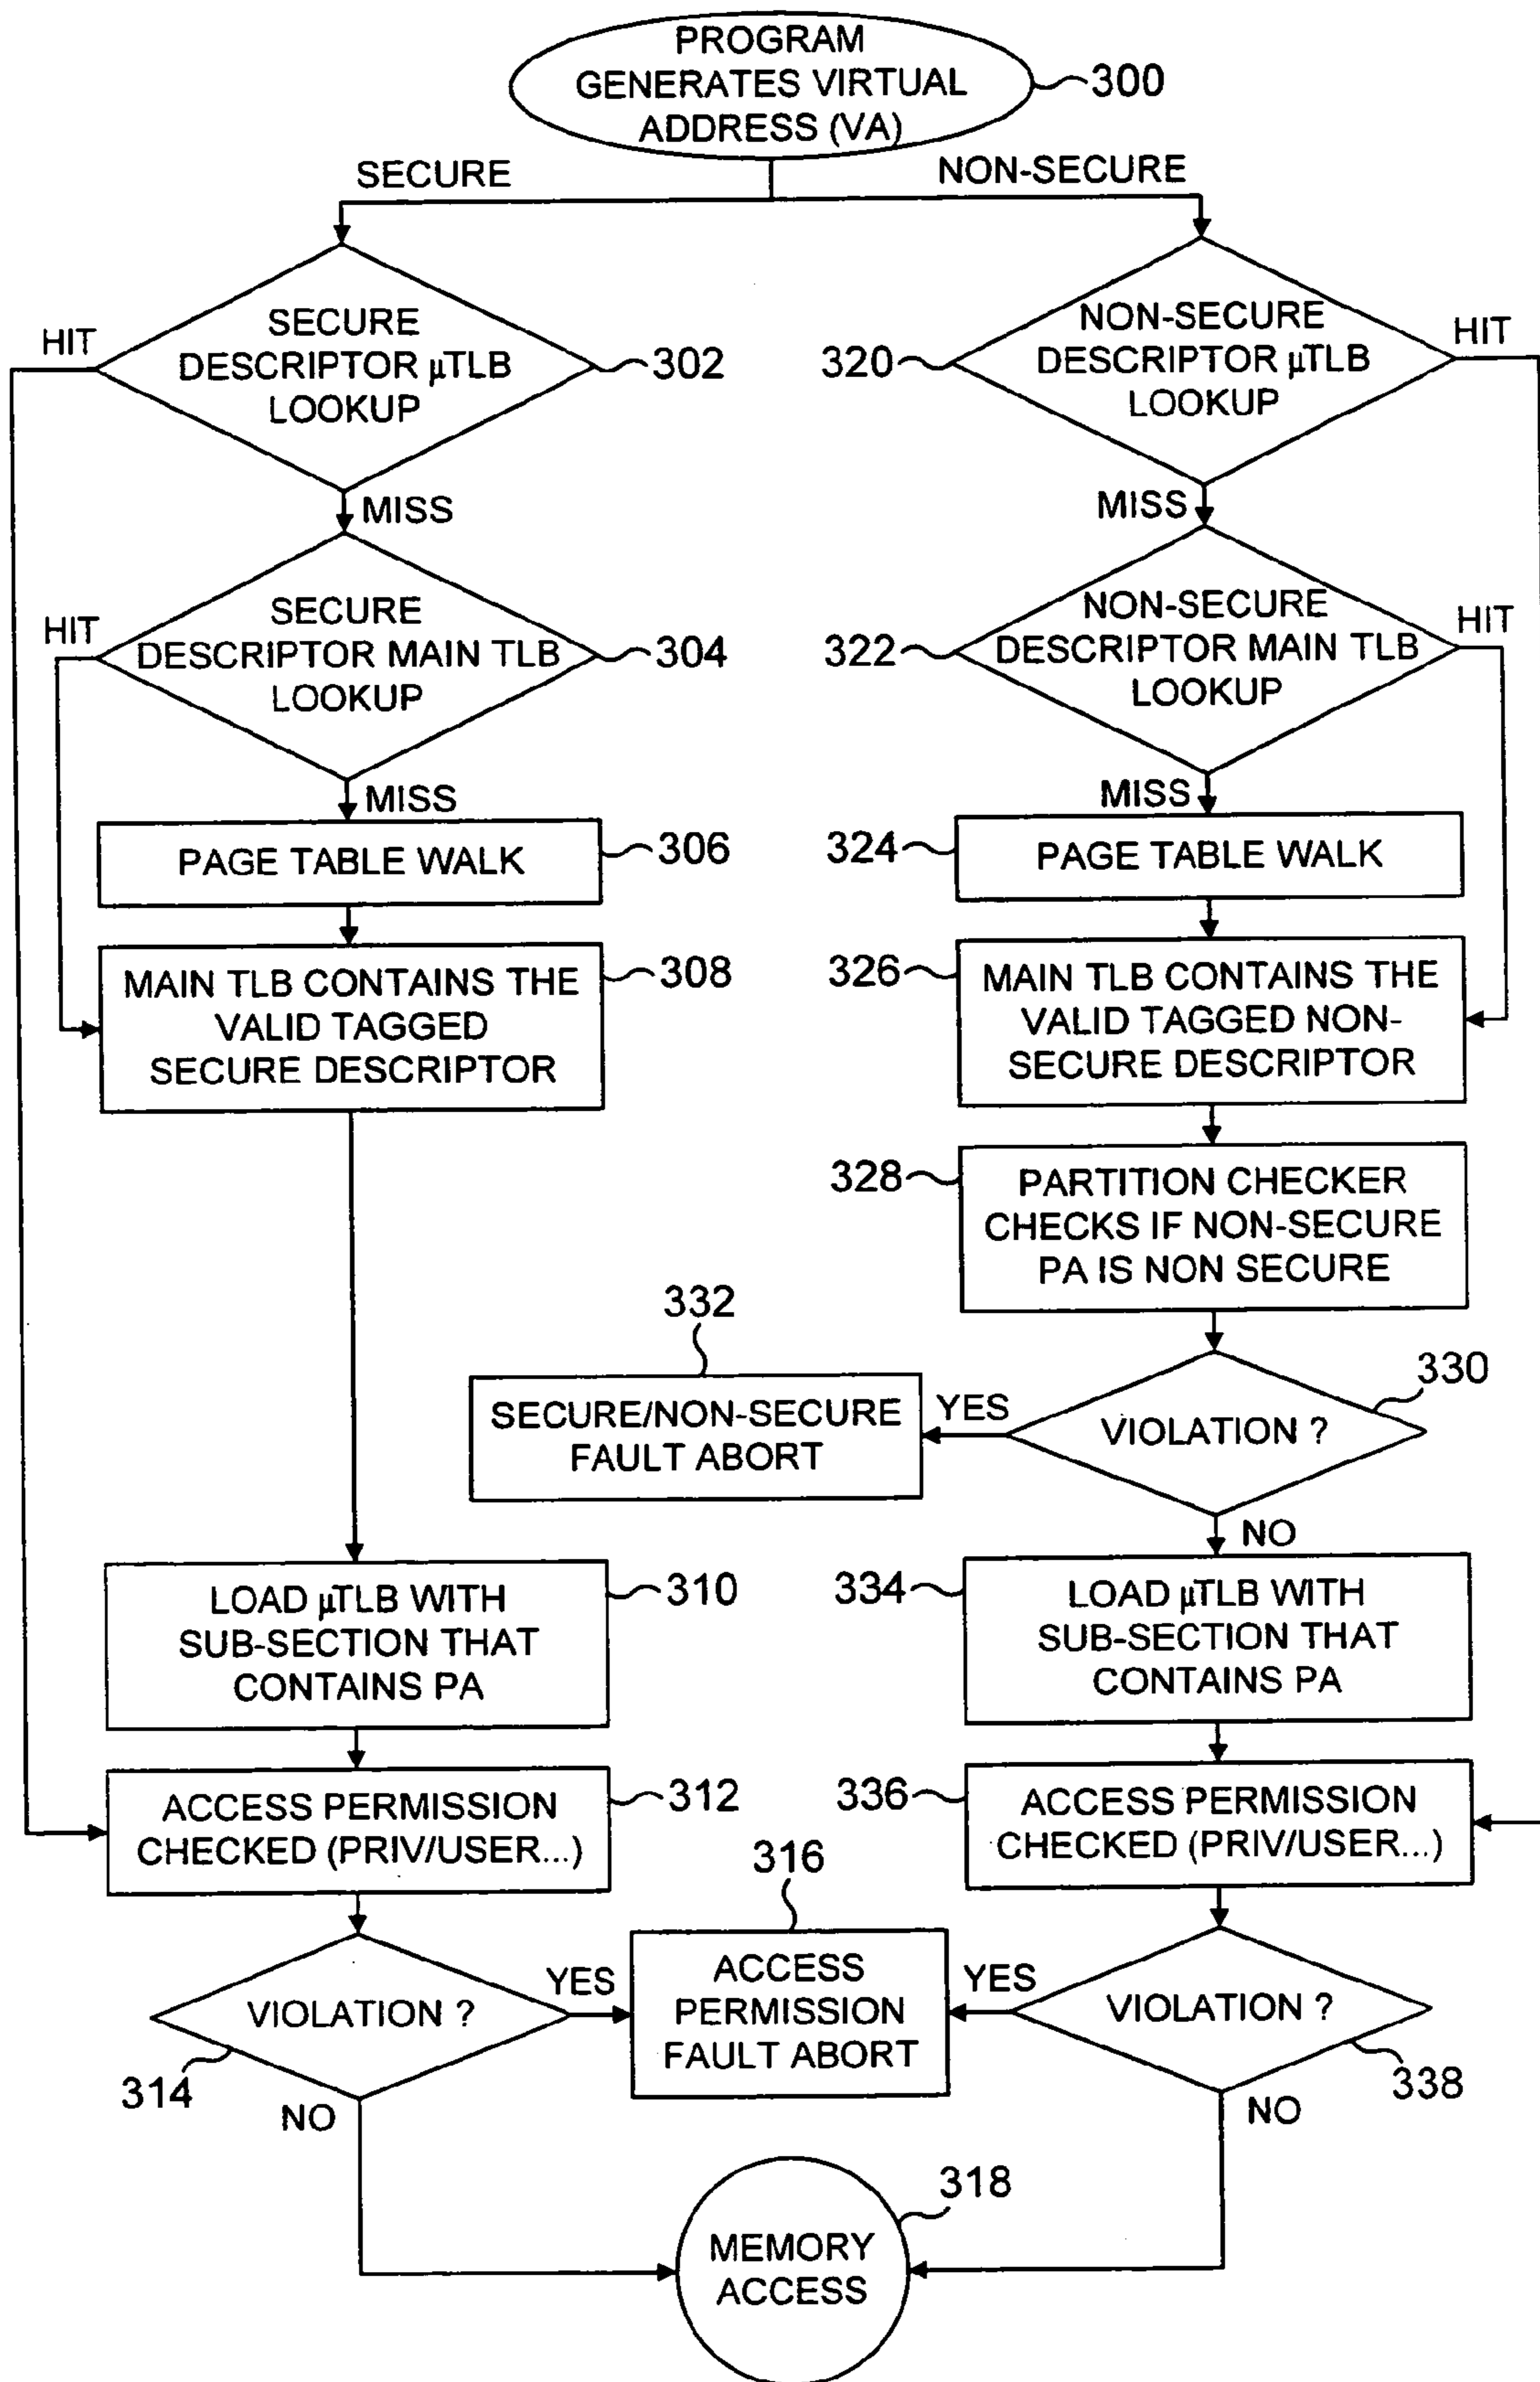 PROGRAM
GENERATES VIRTUAL
ADDRESS (VA)
300
SECURE
NON-SECURE
HIT
SECURE
DESCRIPTOR µTLB
LOOKUP
302
320
NON-SECURE
DESCRIPTOR µTLB
LOOKUP
HIT
MISS
MISS
HIT
SECURE
DESCRIPTOR MAIN TLB
LOOKUP
304
322
NON-SECURE
DESCRIPTOR MAIN TLB
LOOKUP
HIT
MISS
MISS
PAGE TABLE WALK
306
324
PAGE TABLE WALK
MAIN TLB CONTAINS THE
VALID TAGGED
SECURE DESCRIPTOR
308
326
MAIN TLB CONTAINS THE
VALID TAGGED NON-
SECURE DESCRIPTOR
328
PARTITION CHECKER
CHECKS IF NON-SECURE
PA IS NON SECURE
332
330
SECURE/NON-SECURE
FAULT ABORT
YES
VIOLATION ?
NO
LOAD µTLB WITH
SUB-SECTION THAT
CONTAINS PA
310
334
LOAD µTLB WITH
SUB-SECTION THAT
CONTAINS PA
ACCESS PERMISSION
CHECKED (PRIV/USER...)
312
336
ACCESS PERMISSION
CHECKED (PRIV/USER...)
316
VIOLATION ?
YES
ACCESS
PERMISSION
FAULT ABORT
YES
VIOLATION ?
314
338
NO
NO
318
MEMORY
ACCESS